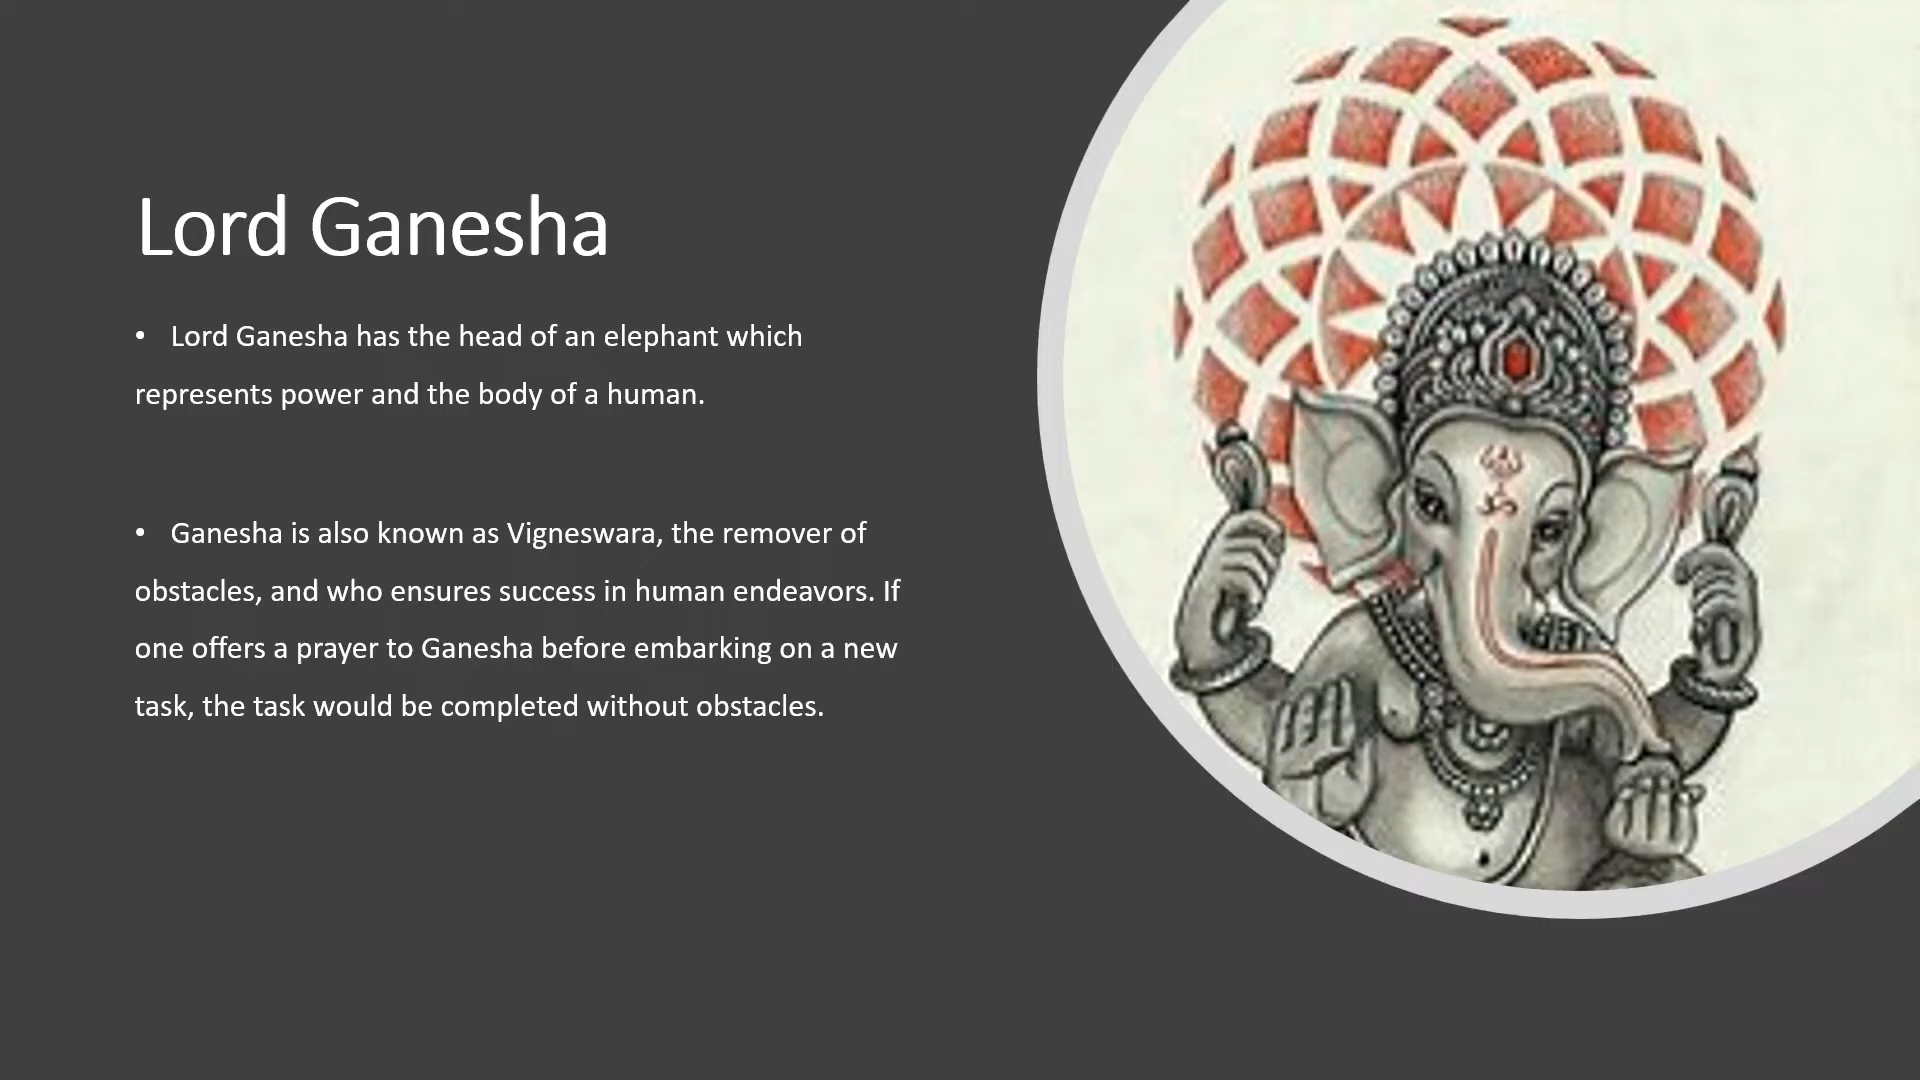 Lord Ganesha
• Lord Ganesha has the head of an elephant which
represents power and the body of a human.
• Ganesha is also known as Vigneswara, the remover of
obstacles, and who ensures success in human endeavors. If
one offers a prayer to Ganesha before embarking on a new
task, the task would be completed without obstacles.
ॐ